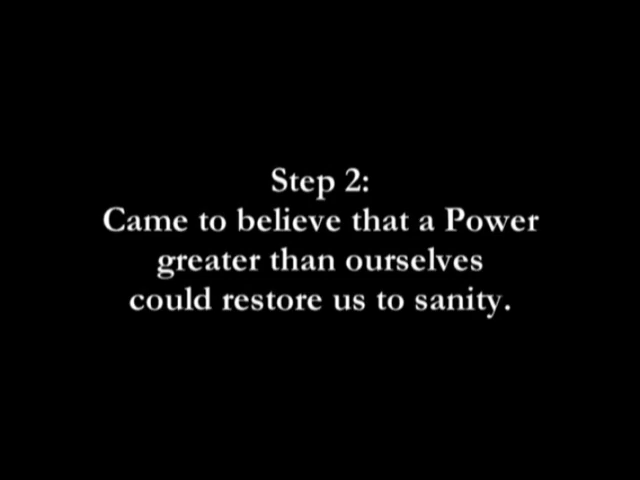 Step 2:
Came to believe that a Power
greater than ourselves
could restore us to sanity.